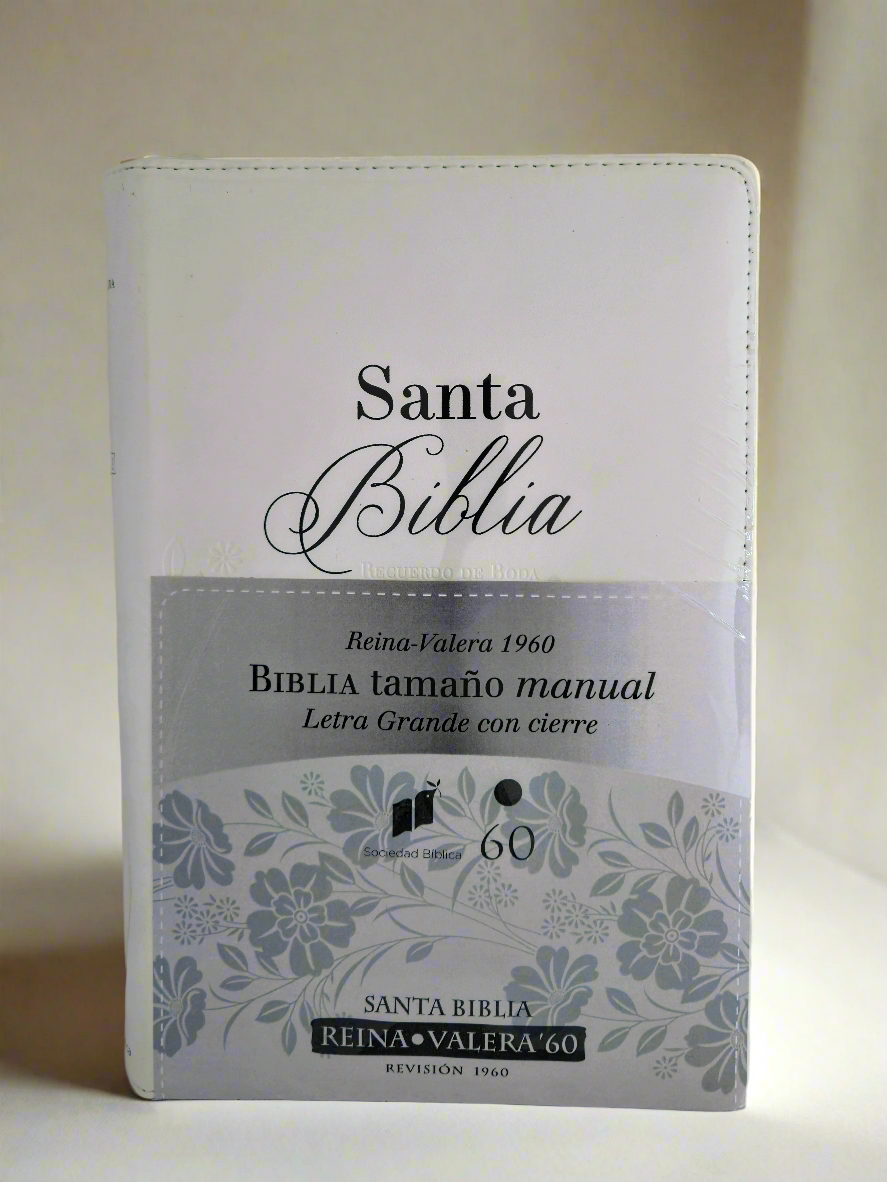 Santa
Biblia
RECUERDO DE BODA
Reina-Valera 1960
BIBLIA tamaño manual
Letra Grande con cierre
Sociedad Bíblica
60
SANTA BIBLIA
REINA•VALERA'60
REVISIÓN 1960